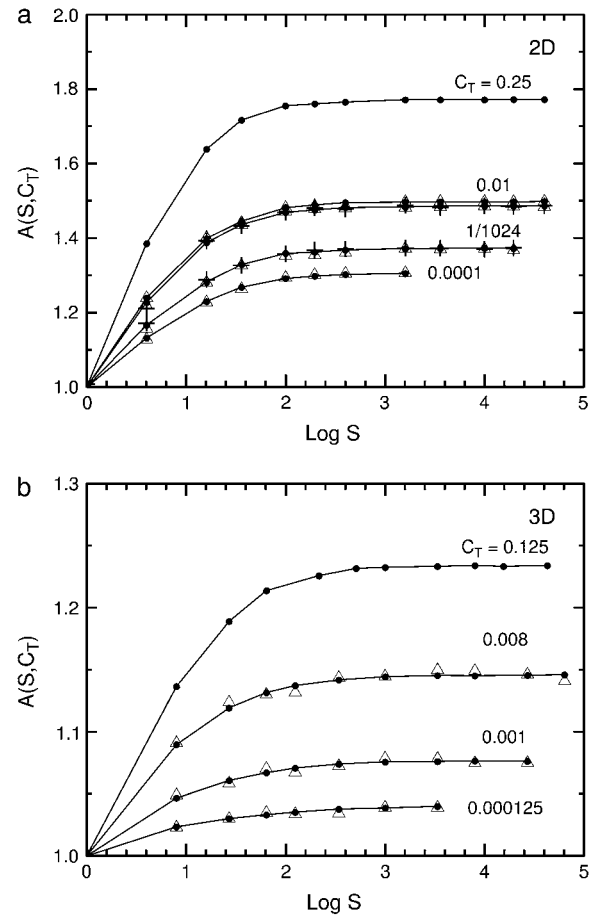 a
2.0
2D
C_T = 0.25
1.8
A(S,C_T)
1.6
0.01
1.4
1/1024
0.0001
1.2
1.0
0 1 2 3 4 5
Log S
b
1.3
3D
C_T = 0.125
1.2
A(S,C_T)
0.008
1.1
0.001
0.000125
1.0
0 1 2 3 4 5
Log S